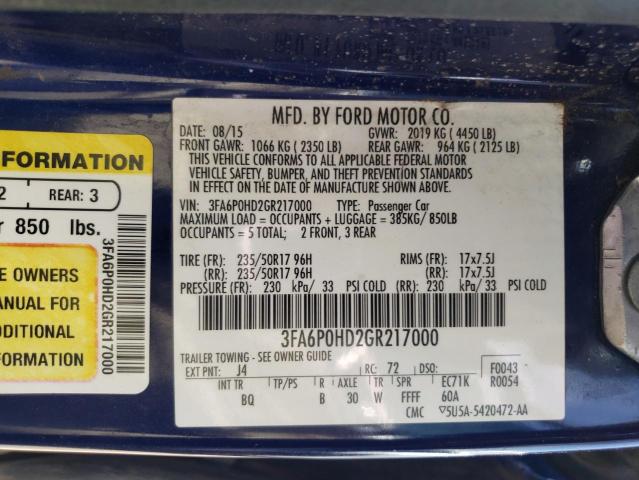 FORMATION
2 REAR: 3
r 850 lbs.
E OWNERS
ANUAL FOR
DDITIONAL
ORMATION
3FA6P0HD2GR217000
MFD. BY FORD MOTOR CO.
DATE: 08/15 GVWR: 2019 KG ( 4450 LB)
FRONT GAWR: 1066 KG ( 2350 LB) REAR GAWR: 964 KG ( 2125 LB)
THIS VEHICLE CONFORMS TO ALL APPLICABLE FEDERAL MOTOR
VEHICLE SAFETY, BUMPER, AND THEFT PREVENTION STANDARDS
IN EFFECT ON THE DATE OF MANUFACTURE SHOWN ABOVE.
VIN: 3FA6P0HD2GR217000 TYPE: Passenger Car
MAXIMUM LOAD = OCCUPANTS + LUGGAGE = 385KG/ 850LB
OCCUPANTS = 5 TOTAL; 2 FRONT, 3 REAR
TIRE (FR): 235/50R17 96H RIMS (FR): 17x7.5J
(RR): 235/50R17 96H (RR): 17x7.5J
PRESSURE (FR): 230 kPa/ 33 PSI COLD (RR): 230 kPa/ 33 PSI COLD
3FA6P0HD2GR217000
TRAILER TOWING - SEE OWNER GUIDE
EXT PNT: J4 RC: 72 DSO: F0043
INT TR TP/PS R AXLE TR SPR EC71K R0054
BQ B 30 W FFFF 60A
CMC 5U5A-5420472-AA